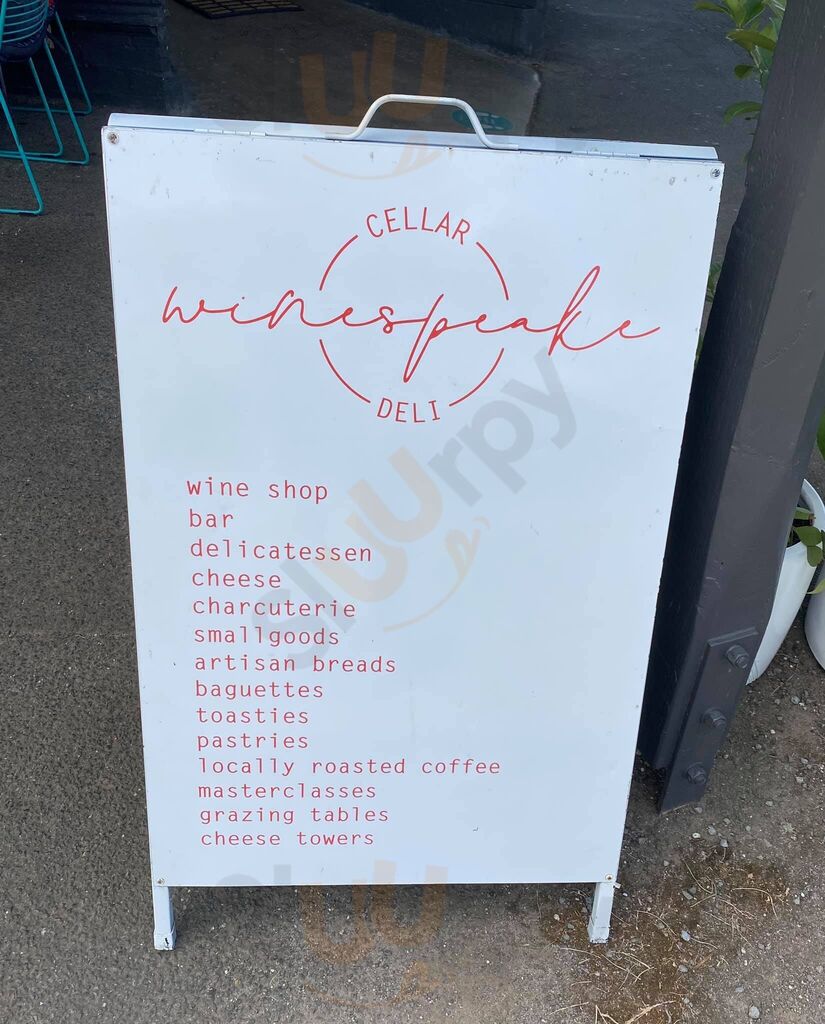 CELLAR
winespeake
DELI
wine shop
bar
delicatessen
cheese
charcuterie
smallgoods
artisan breads
baguettes
toasties
pastries
locally roasted coffee
masterclasses
grazing tables
cheese towers
sluurpy